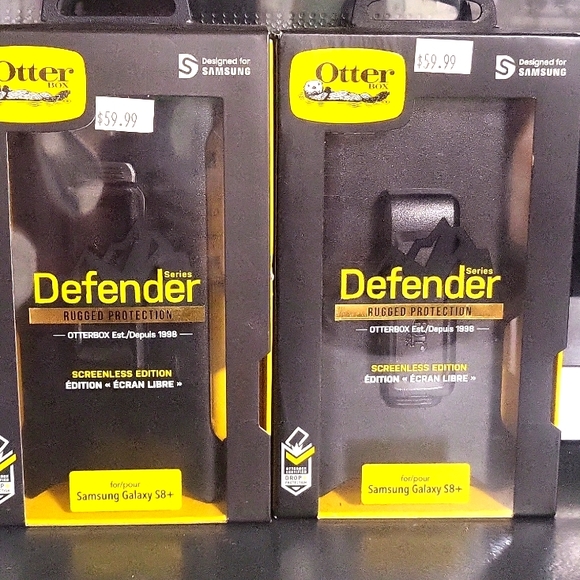 Otter
BOX
$59.99
Designed for
SAMSUNG
Defender
Series
RUGGED PROTECTION
OTTERBOX Est./Depuis 1998
SCREENLESS EDITION
ÉDITION « ÉCRAN LIBRE »
DROP
for/pour
Samsung Galaxy S8+
Otter
BOX
$59.99
Designed for
SAMSUNG
Defender
Series
RUGGED PROTECTION
OTTERBOX Est./Depuis 1998
SCREENLESS EDITION
ÉDITION « ÉCRAN LIBRE »
DROP
for/pour
Samsung Galaxy S8+